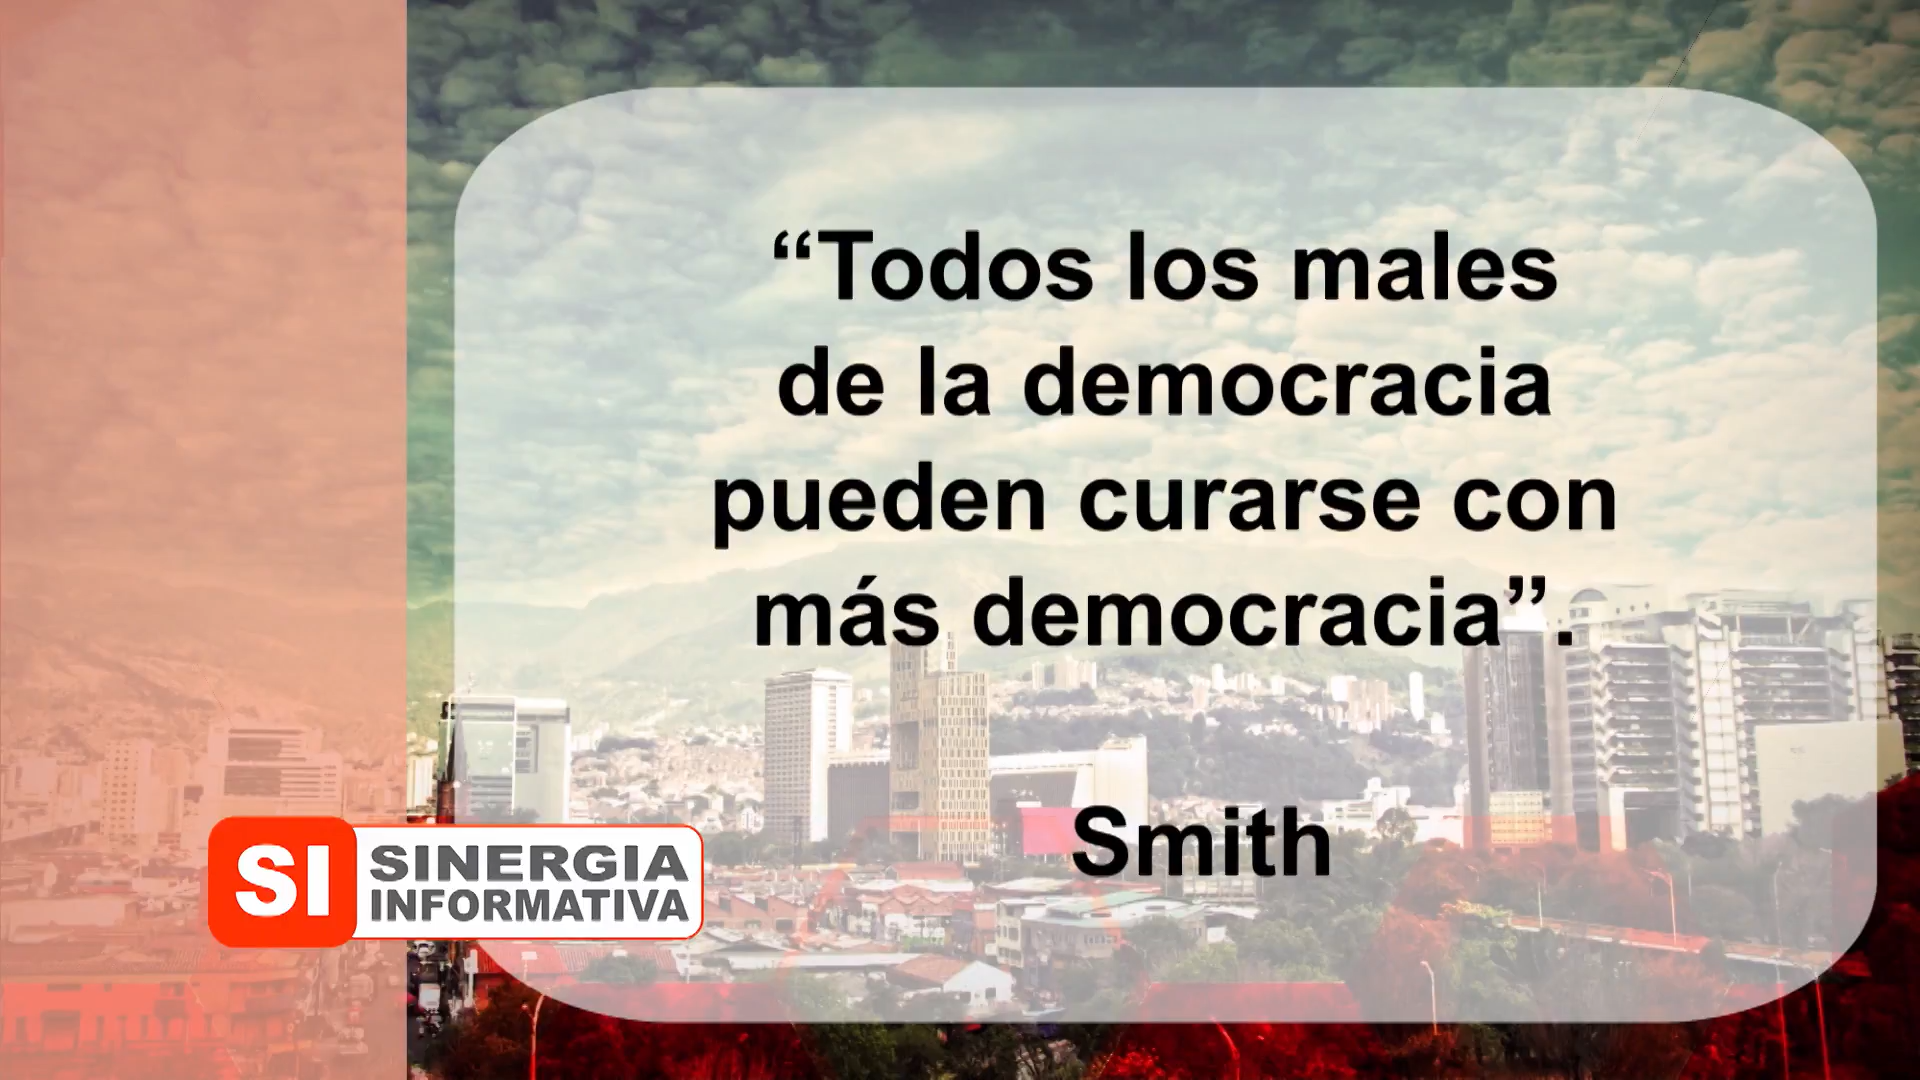 “Todos los males
de la democracia
pueden curarse con
más democracia”.
Smith
SI SINERGIA
INFORMATIVA